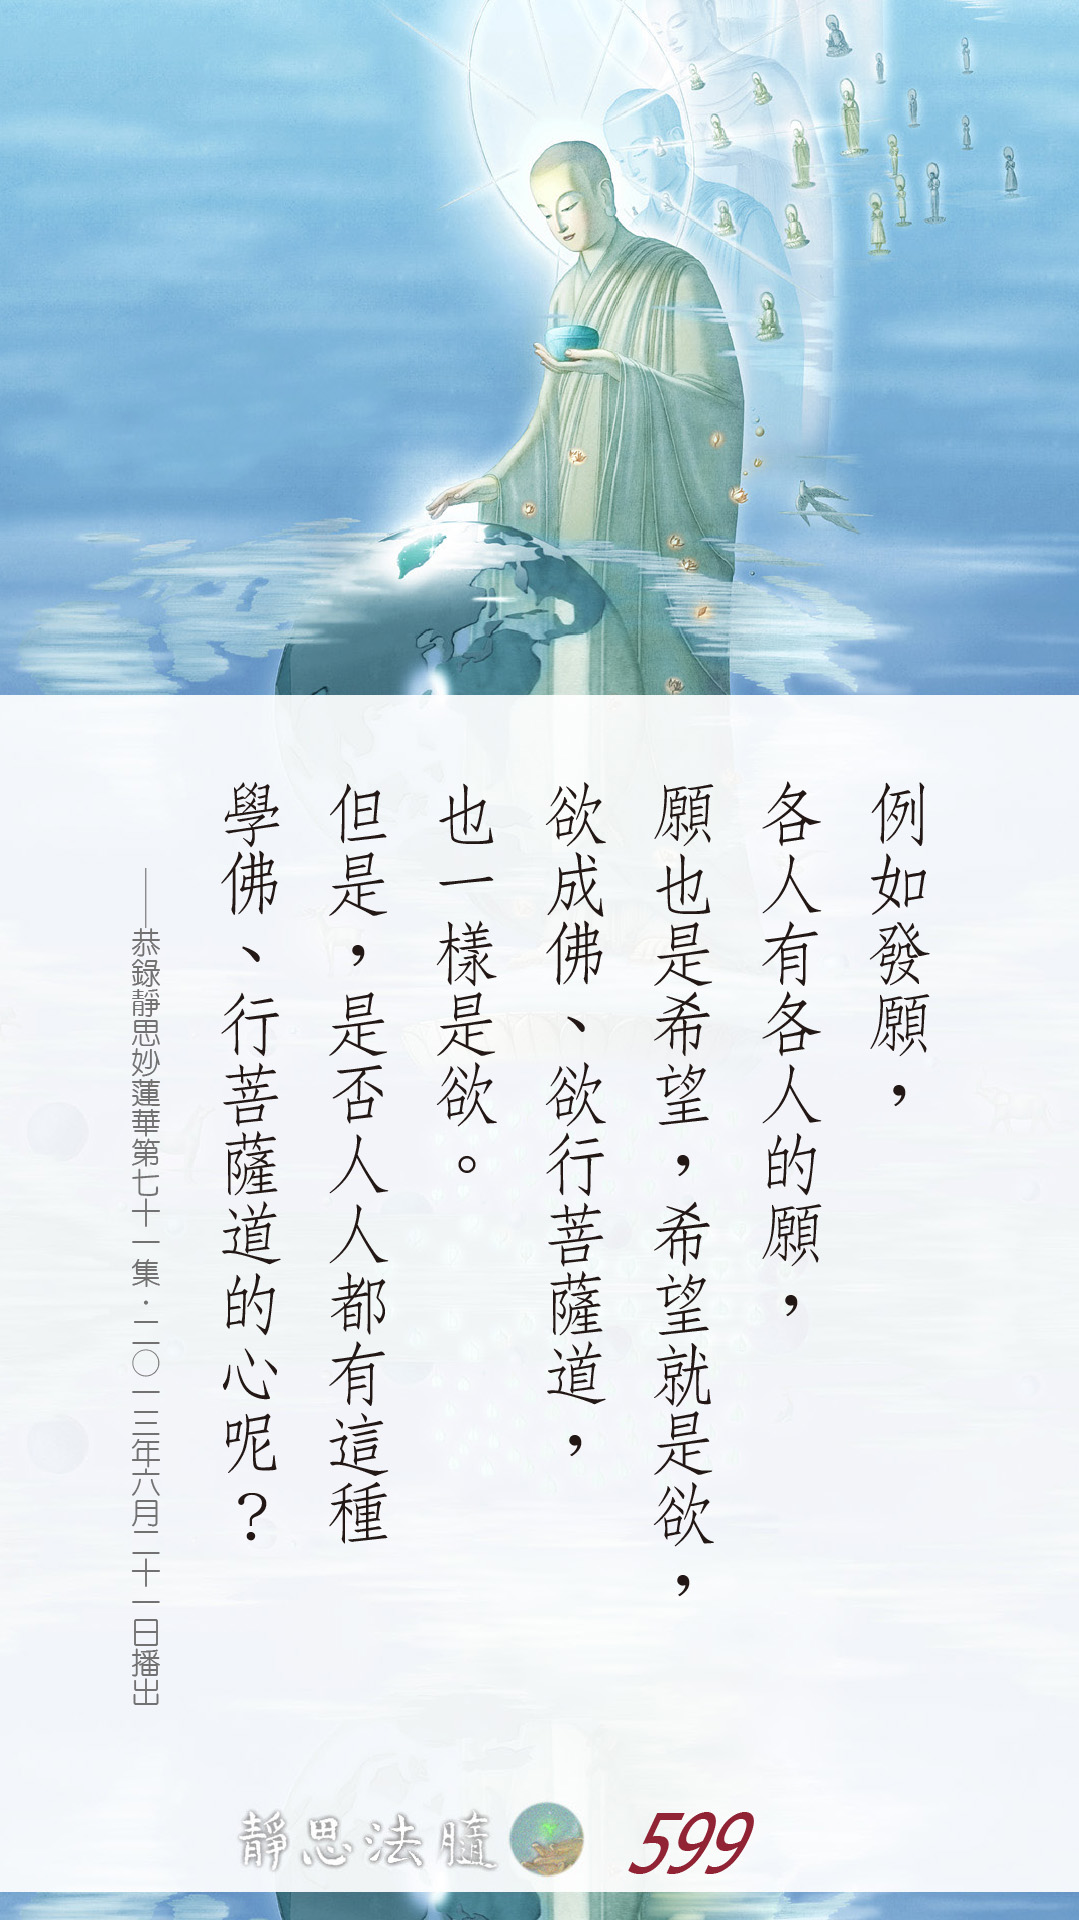 例如發願，
各人有各人的願，
願也是希望，希望就是欲，
欲成佛、欲行菩薩道，
也一樣是欲。
但是，是否人人都有這種
學佛、行菩薩道的心呢？
——恭錄靜思妙蓮華第七十一集．二〇一三年六月二十一日播出
靜思法髓
599